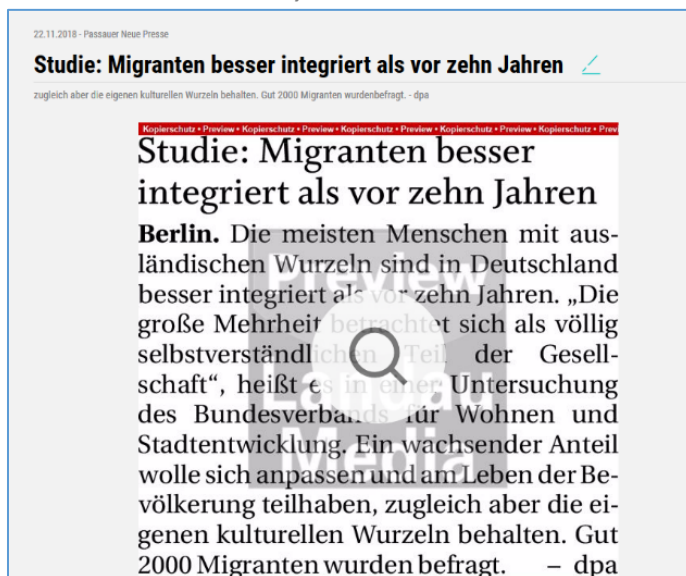 22.11.2018 - Passauer Neue Presse
Studie: Migranten besser integriert als vor zehn Jahren
zugleich aber die eigenen kulturellen Wurzeln behalten. Gut 2000 Migranten wurdenbefragt. - dpa
Kopierschutz • Preview • Kopierschutz • Preview • Kopierschutz • Preview • Kopierschutz • Preview • Kopierschutz • Previ
Studie: Migranten besser
integriert als vor zehn Jahren
Berlin. Die meisten Menschen mit aus-
ländischen Wurzeln sind in Deutschland
besser integriert als vor zehn Jahren. „Die
große Mehrheit betrachtet sich als völlig
selbstverständlichen Teil der Gesell-
schaft“, heißt es in einer Untersuchung
des Bundesverbands für Wohnen und
Stadtentwicklung. Ein wachsender Anteil
wolle sich anpassen und am Leben der Be-
völkerung teilhaben, zugleich aber die ei-
genen kulturellen Wurzeln behalten. Gut
2000 Migranten wurden befragt. – dpa
Preview
Landau
Media